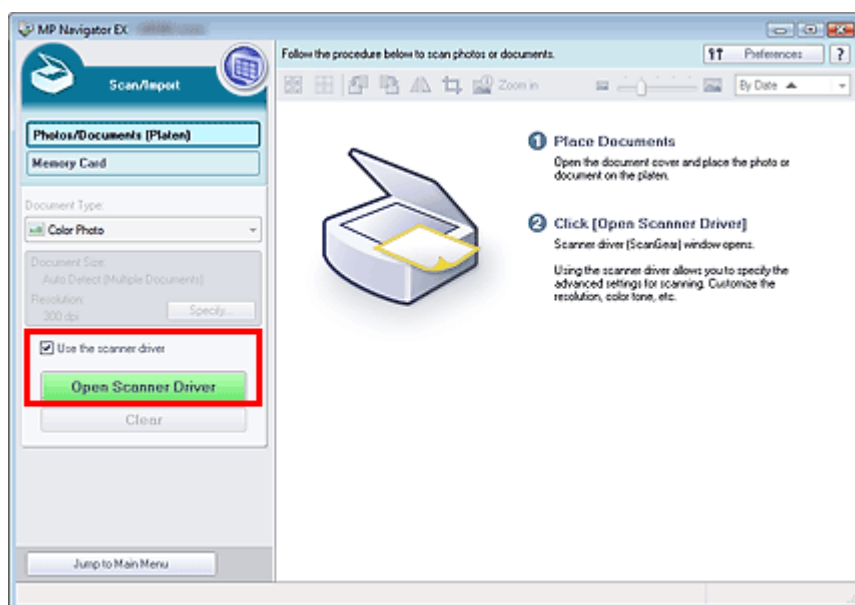 MP Navigator EX
Scan/Import
Photos/Documents (Platen)
Memory Card
Document Type:
Color Photo
Document Size:
Auto Detect (Multiple Documents)
Resolution:
300 dpi
Specify...
Use the scanner driver
Open Scanner Driver
Clear
Jump to Main Menu
Follow the procedure below to scan photos or documents.
Preferences
?
Zoom in
By Date
1 Place Documents
Open the document cover and place the photo or
document on the platen.
2 Click [Open Scanner Driver]
Scanner driver (ScanGear) window opens.
Using the scanner driver allows you to specify the
advanced settings for scanning. Customize the
resolution, color tone, etc.